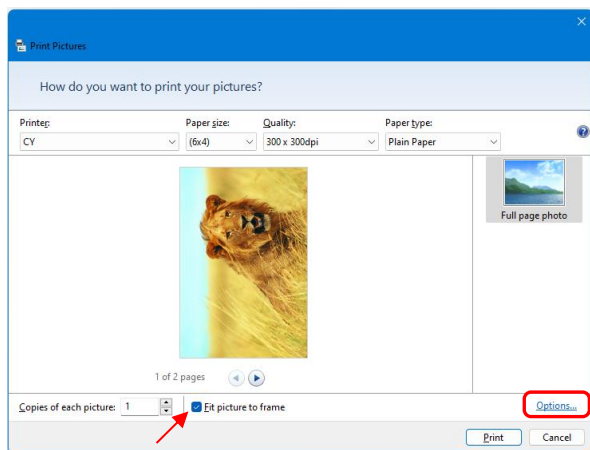 Print Pictures
How do you want to print your pictures?
Printer: Paper size: Quality: Paper type:
CY (6x4) 300 x 300dpi Plain Paper
Full page photo
1 of 2 pages
Copies of each picture: 1 Fit picture to frame Options...
Print Cancel